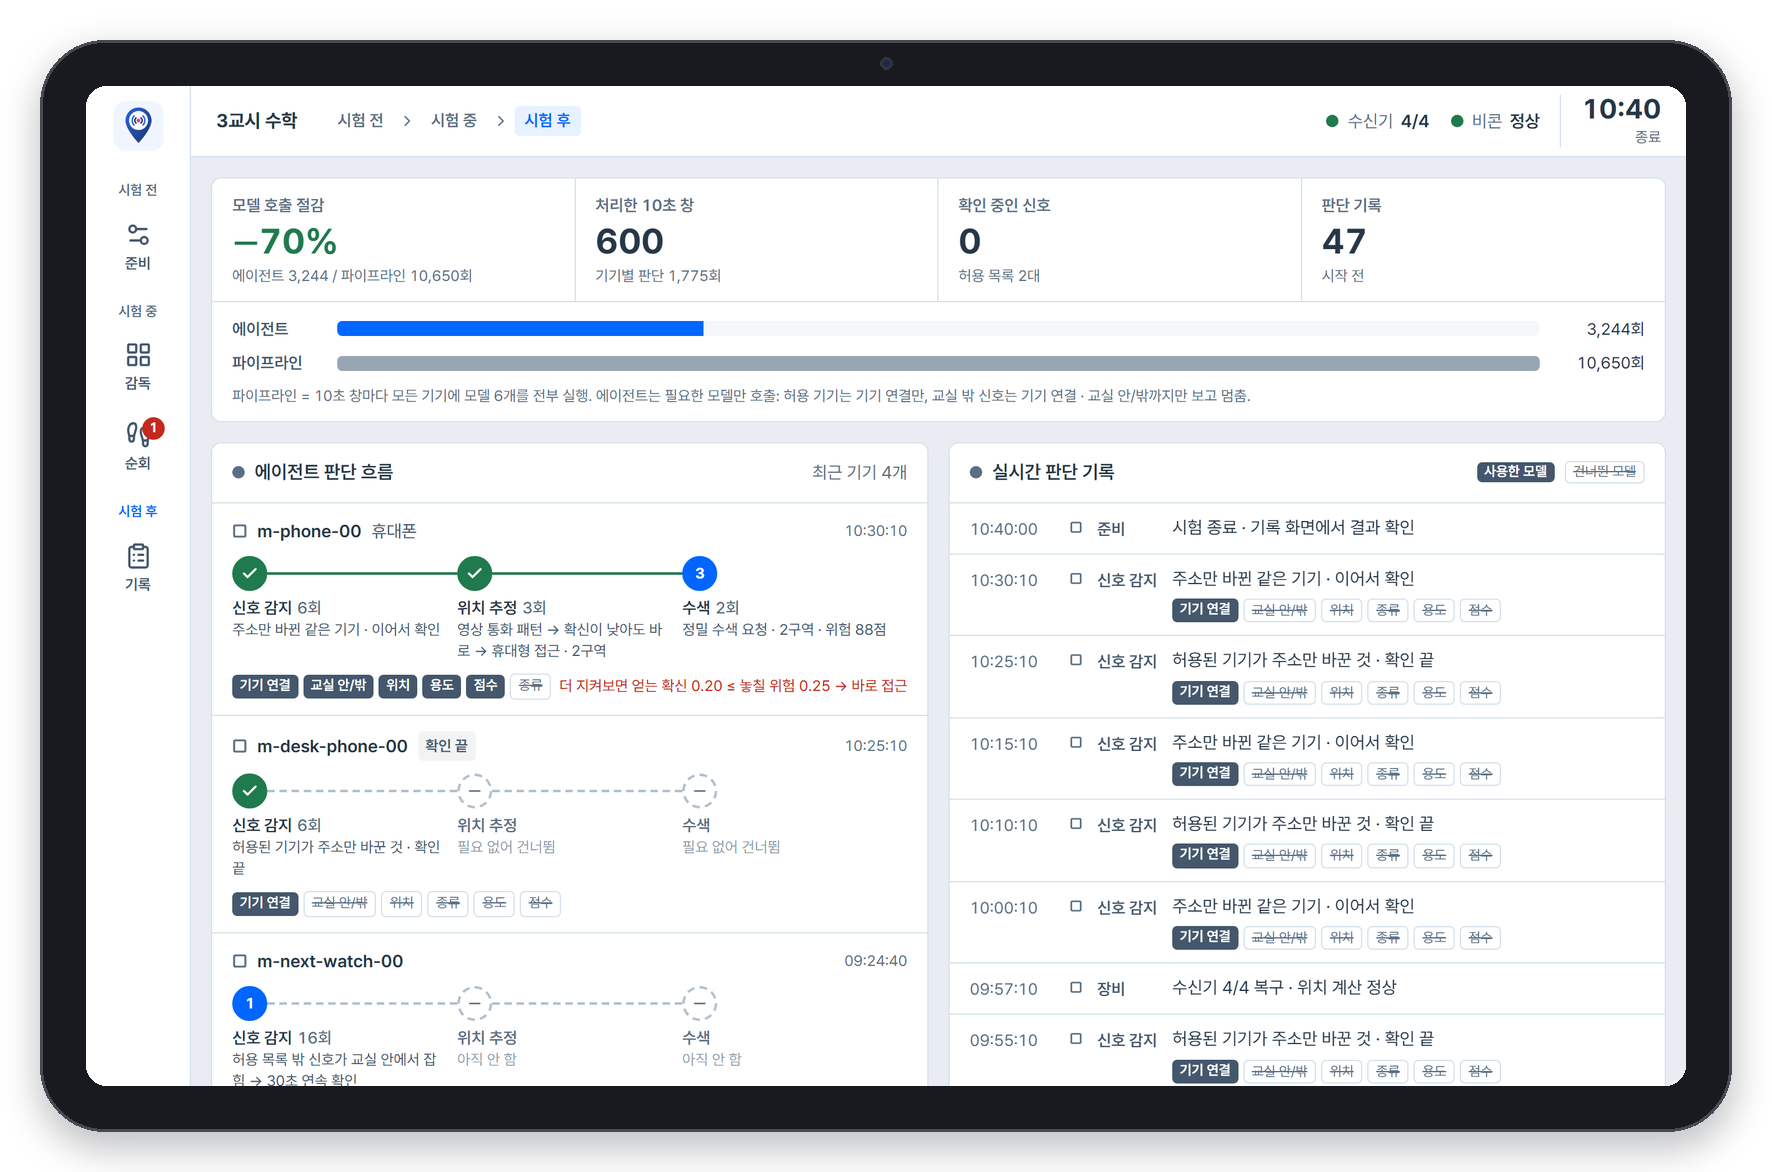 3교시 수학
시험 전 > 시험 중 > 시험 후
수신기 4/4 비콘 정상
10:40
종료
시험 전
준비
시험 중
감독
1
순회
시험 후
기록
모델 호출 절감
−70%
에이전트 3,244 / 파이프라인 10,650회
처리한 10초 창
600
기기별 판단 1,775회
확인 중인 신호
0
허용 목록 2대
판단 기록
47
시작 전
에이전트 3,244회
파이프라인 10,650회
파이프라인 = 10초 창마다 모든 기기에 모델 6개를 전부 실행. 에이전트는 필요한 모델만 호출: 허용 기기는 기기 연결만, 교실 밖 신호는 기기 연결 · 교실 안/밖까지만 보고 멈춤.
에이전트 판단 흐름 최근 기기 4개
m-phone-00 휴대폰 10:30:10
3
신호 감지 6회
주소만 바뀐 같은 기기 · 이어서 확인
위치 추정 3회
영상 통화 패턴 → 확신이 낮아도 바
로 → 휴대형 접근 · 2구역
수색 2회
정밀 수색 요청 · 2구역 · 위험 88점
기기 연결 교실 안/밖 위치 용도 점수 종류 더 지켜보면 얻는 확신 0.20 ≤ 놓칠 위험 0.25 → 바로 접근
m-desk-phone-00 확인 끝 10:25:10
신호 감지 6회
허용된 기기가 주소만 바꾼 것 · 확인
끝
위치 추정
필요 없어 건너뜀
수색
필요 없어 건너뜀
기기 연결 교실 안/밖 위치 종류 용도 점수
m-next-watch-00 09:24:40
1
신호 감지 16회
허용 목록 밖 신호가 교실 안에서 잡
힘 → 30초 연속 확인
위치 추정
아직 안 함
수색
아직 안 함
실시간 판단 기록 사용한 모델 건너뛴 모델
10:40:00 준비 시험 종료 · 기록 화면에서 결과 확인
10:30:10 신호 감지 주소만 바뀐 같은 기기 · 이어서 확인
기기 연결 교실 안/밖 위치 종류 용도 점수
10:25:10 신호 감지 허용된 기기가 주소만 바꾼 것 · 확인 끝
기기 연결 교실 안/밖 위치 종류 용도 점수
10:15:10 신호 감지 주소만 바뀐 같은 기기 · 이어서 확인
기기 연결 교실 안/밖 위치 종류 용도 점수
10:10:10 신호 감지 허용된 기기가 주소만 바꾼 것 · 확인 끝
기기 연결 교실 안/밖 위치 종류 용도 점수
10:00:10 신호 감지 주소만 바뀐 같은 기기 · 이어서 확인
기기 연결 교실 안/밖 위치 종류 용도 점수
09:57:10 장비 수신기 4/4 복구 · 위치 계산 정상
09:55:10 신호 감지 허용된 기기가 주소만 바꾼 것 · 확인 끝
기기 연결 교실 안/밖 위치 종류 용도 점수